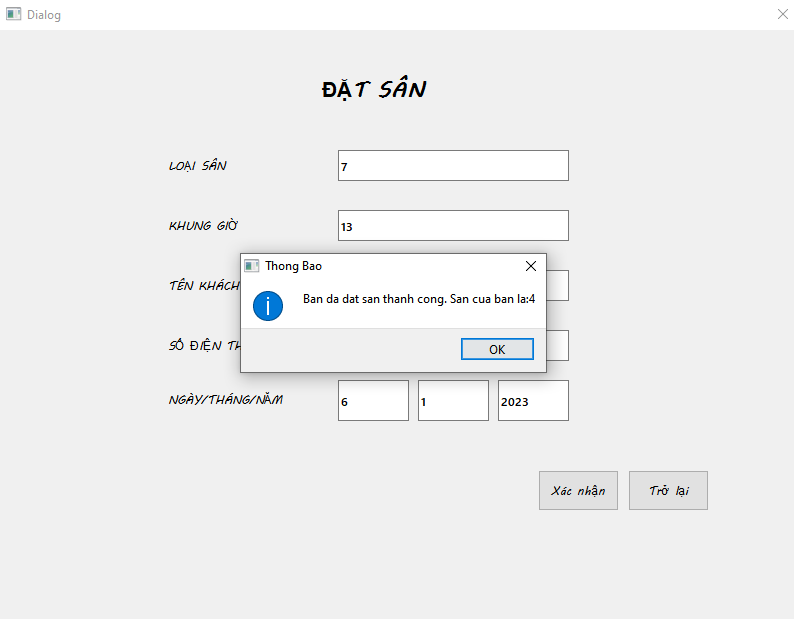 Dialog
ĐẶT SÂN
LOẠI SÂN
7
KHUNG GIỜ
13
Thong Bao
TÊN KHÁCH
Ban da dat san thanh cong. San cua ban la:4
SỐ ĐIỆN
OK
NGÀY/THÁNG/NĂM
6
1
2023
Xác nhận
Trở lại